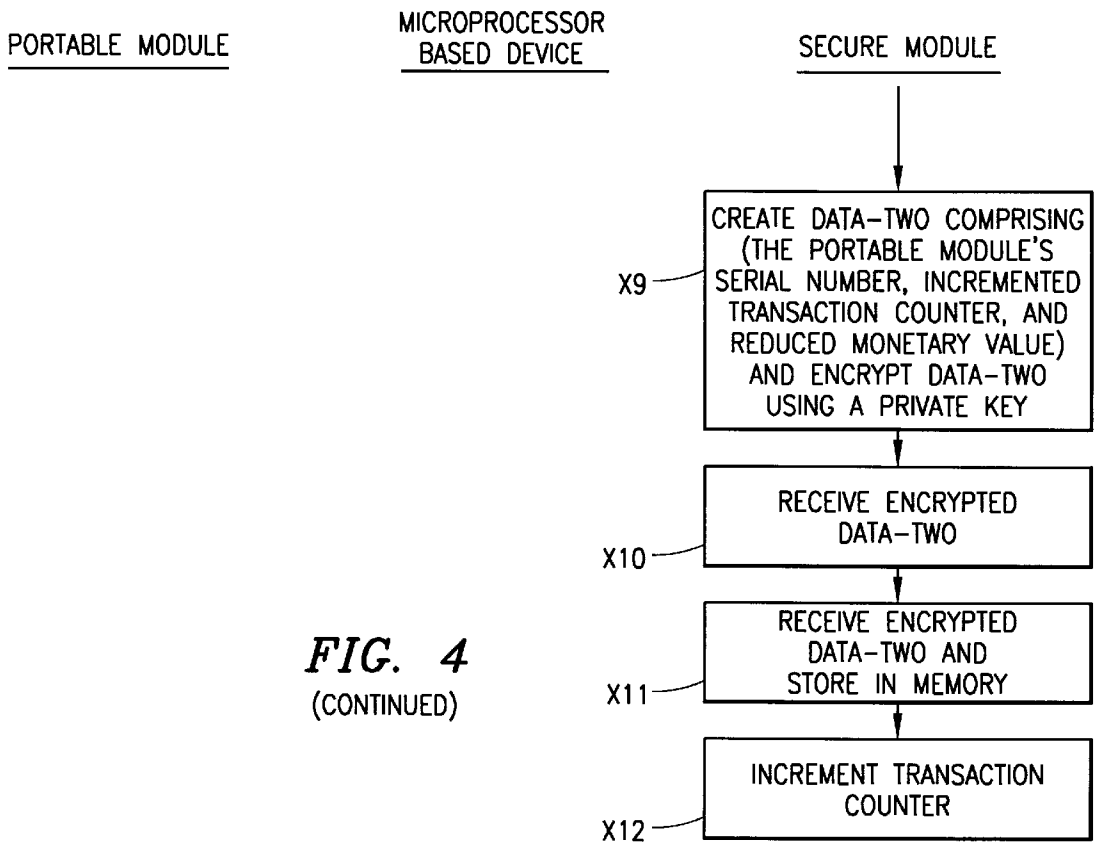 PORTABLE MODULE
MICROPROCESSOR
BASED DEVICE
SECURE MODULE
X9
CREATE DATA-TWO COMPRISING
(THE PORTABLE MODULE'S
SERIAL NUMBER, INCREMENTED
TRANSACTION COUNTER, AND
REDUCED MONETARY VALUE)
AND ENCRYPT DATA-TWO
USING A PRIVATE KEY
X10
RECEIVE ENCRYPTED
DATA-TWO
X11
RECEIVE ENCRYPTED
DATA-TWO AND
STORE IN MEMORY
X12
INCREMENT TRANSACTION
COUNTER
FIG. 4
(CONTINUED)